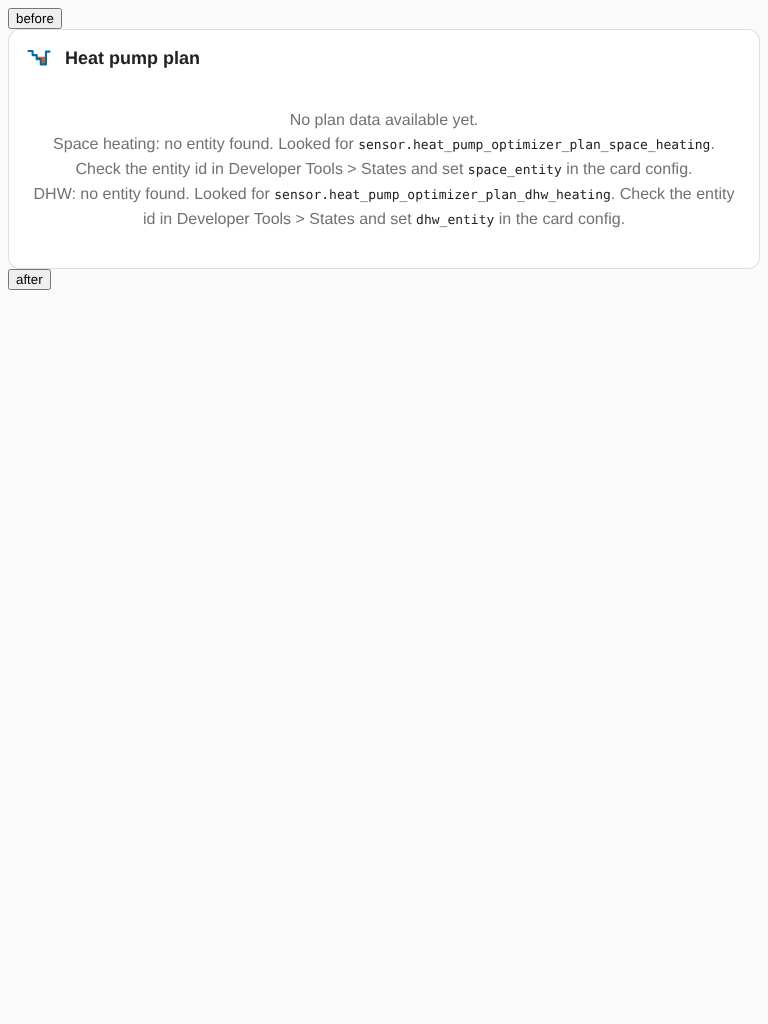 before
Heat pump plan
No plan data available yet.
Space heating: no entity found. Looked for sensor.heat_pump_optimizer_plan_space_heating.
Check the entity id in Developer Tools > States and set space_entity in the card config.
DHW: no entity found. Looked for sensor.heat_pump_optimizer_plan_dhw_heating. Check the entity
id in Developer Tools > States and set dhw_entity in the card config.
after